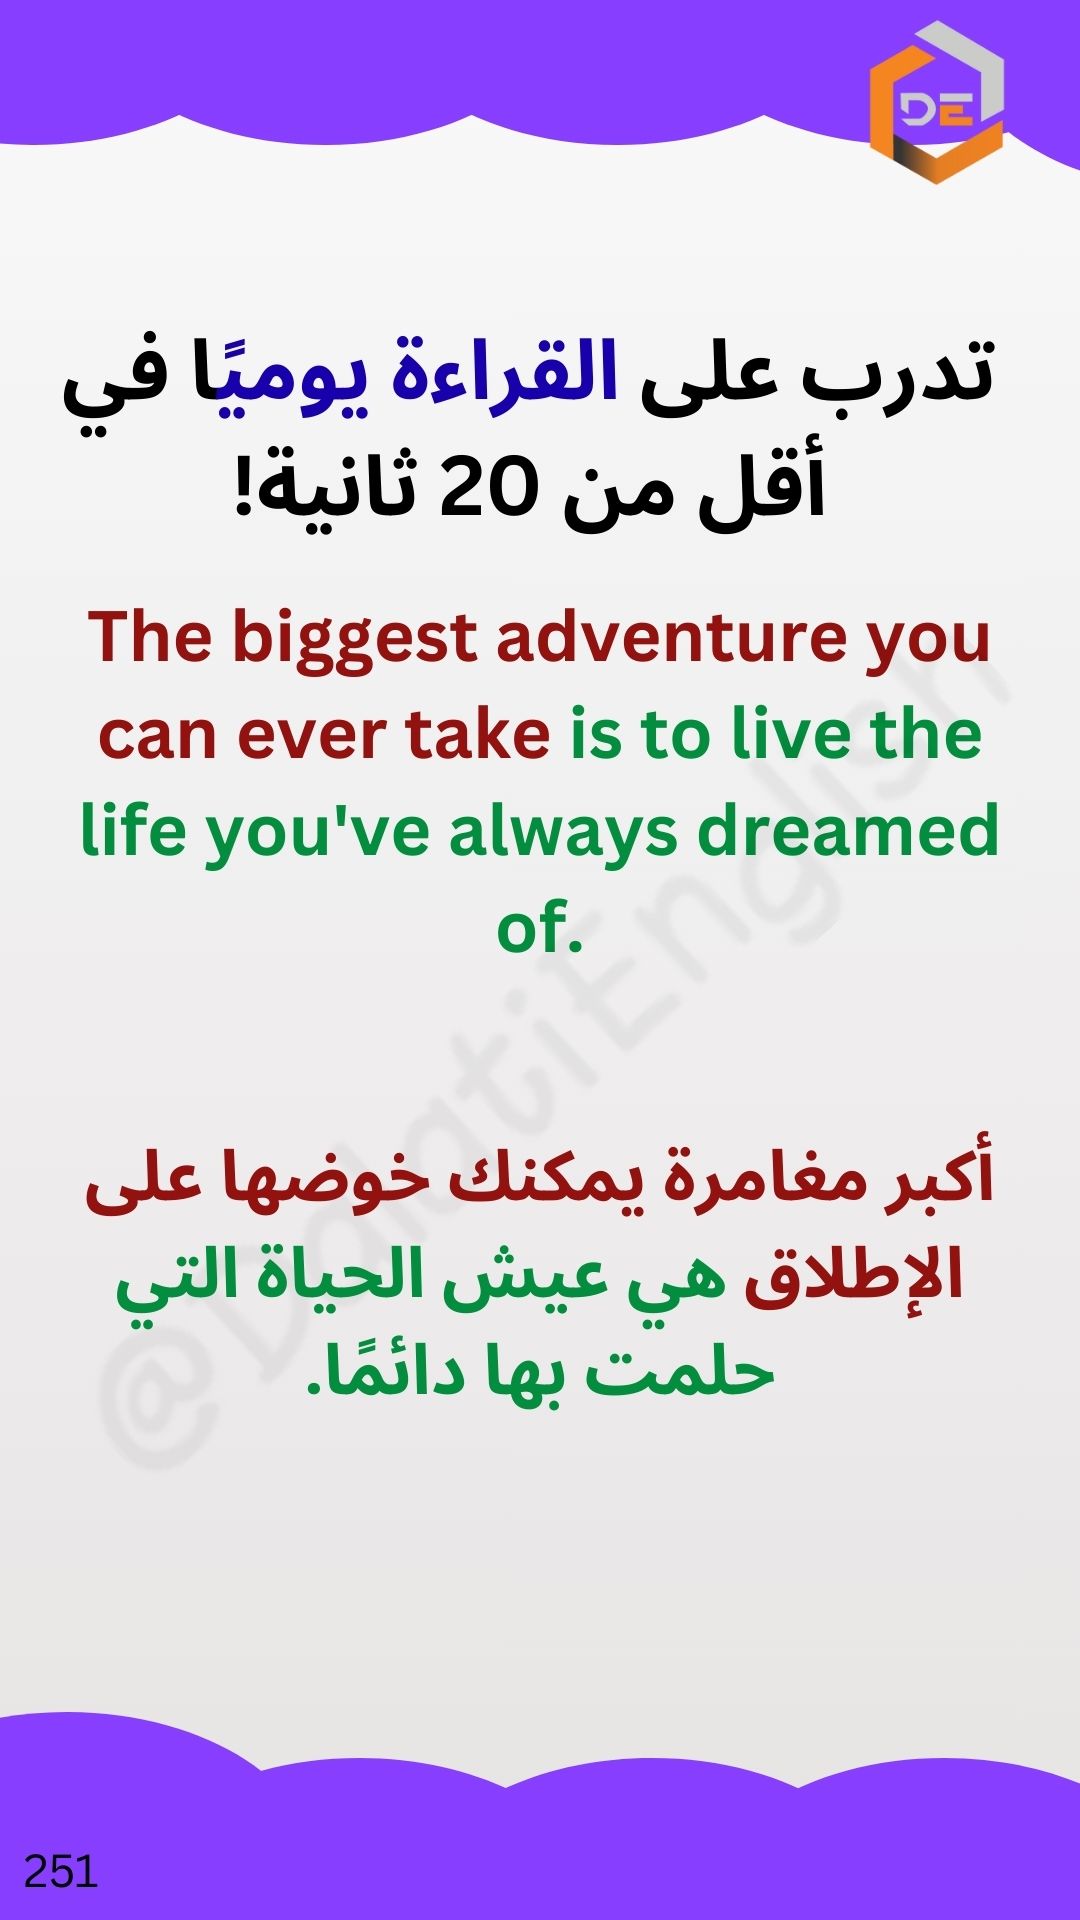 DE
تدرب على القراءة يوميًا في
أقل من 20 ثانية!
The biggest adventure you
can ever take is to live the
life you've always dreamed
of.
@DalatiEnglish
أكبر مغامرة يمكنك خوضها على
الإطلاق هي عيش الحياة التي
حلمت بها دائمًا.
251